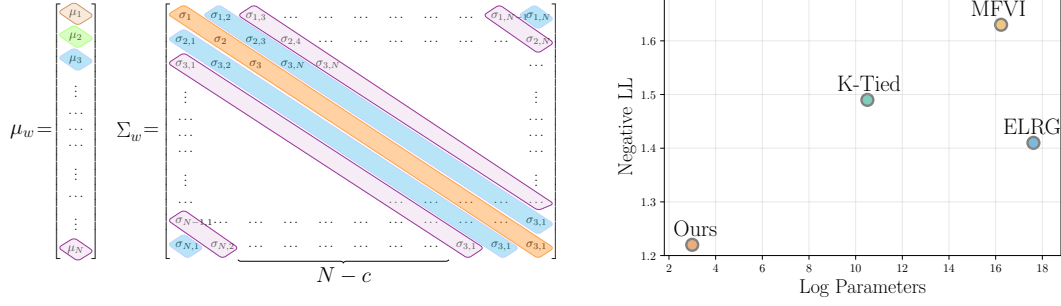 μ_w =
μ_1
μ_2
μ_3
⋮
...
...
⋮
...
⋮
μ_N
Σ_w =
σ_1 σ_{1,2} σ_{1,3} ... ... ... ... ... σ_{1,N-1} σ_{1,N}
σ_{2,1} σ_2 σ_{2,3} σ_{2,4} ... ... ... ... σ_{2,N}
σ_{3,1} σ_{3,2} σ_3 σ_{3,N} σ_{3,N} ...
⋮ ⋮
... ...
... ...
⋮ ⋮
... ... ... ...
σ_{N-1,1} ... ... ... ... ... ... ... σ_{3,1}
σ_{N,1} σ_{N,2} ... ... ... ... ... σ_{3,1} σ_{3,1} σ_{3,1}
N − c
MFVI
K-Tied
ELRG
Ours
Negative LL
1.6
1.5
1.4
1.3
1.2
2 4 6 8 10 12 14 16 18
Log Parameters